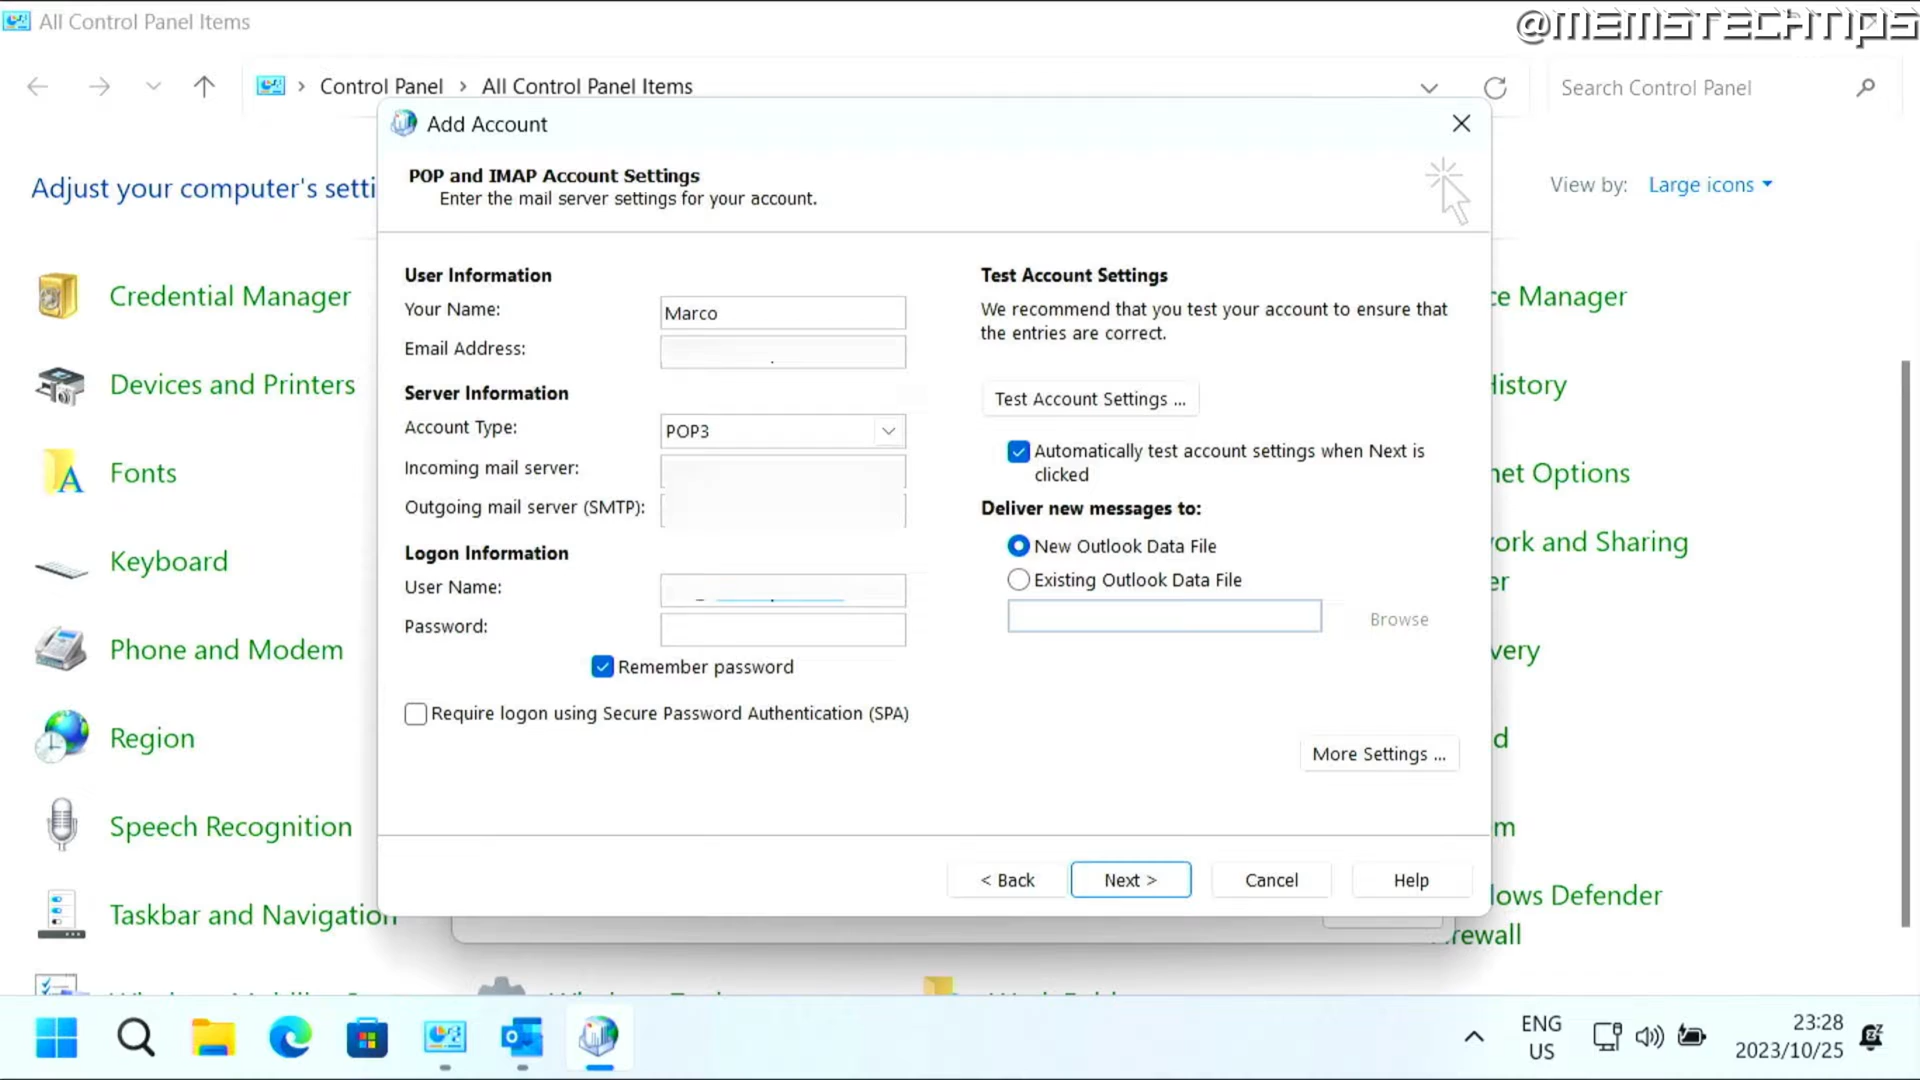 All Control Panel Items
@MEMSTECHTIPS
Control Panel > All Control Panel Items
Search Control Panel
Add Account
POP and IMAP Account Settings
Enter the mail server settings for your account.
Adjust your computer's setti
View by: Large icons
User Information
Your Name: Marco
Email Address:
Server Information
Account Type: POP3
Incoming mail server:
Outgoing mail server (SMTP):
Logon Information
User Name:
Password:
Remember password
Require logon using Secure Password Authentication (SPA)
Test Account Settings
We recommend that you test your account to ensure that
the entries are correct.
Test Account Settings ...
Automatically test account settings when Next is
clicked
Deliver new messages to:
New Outlook Data File
Existing Outlook Data File
Browse
More Settings ...
< Back
Next >
Cancel
Help
Credential Manager
Devices and Printers
Fonts
Keyboard
Phone and Modem
Region
Speech Recognition
Taskbar and Navigation
ce Manager
History
net Options
ork and Sharing
er
very
d
m
lows Defender
irewall
ENG
US
23:28
2023/10/25